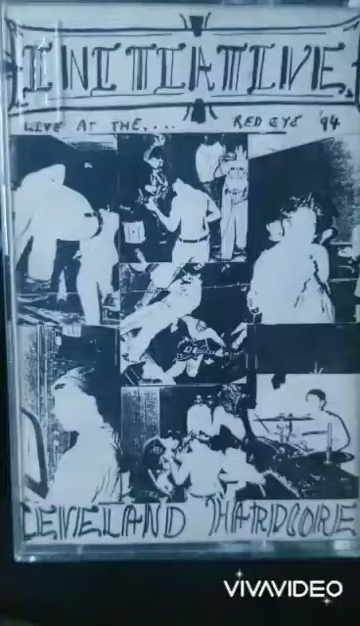 INITIATIVE
LIVE AT THE.... RED EYE '94
CLEVELAND HARDCORE
VIVAVIDEO